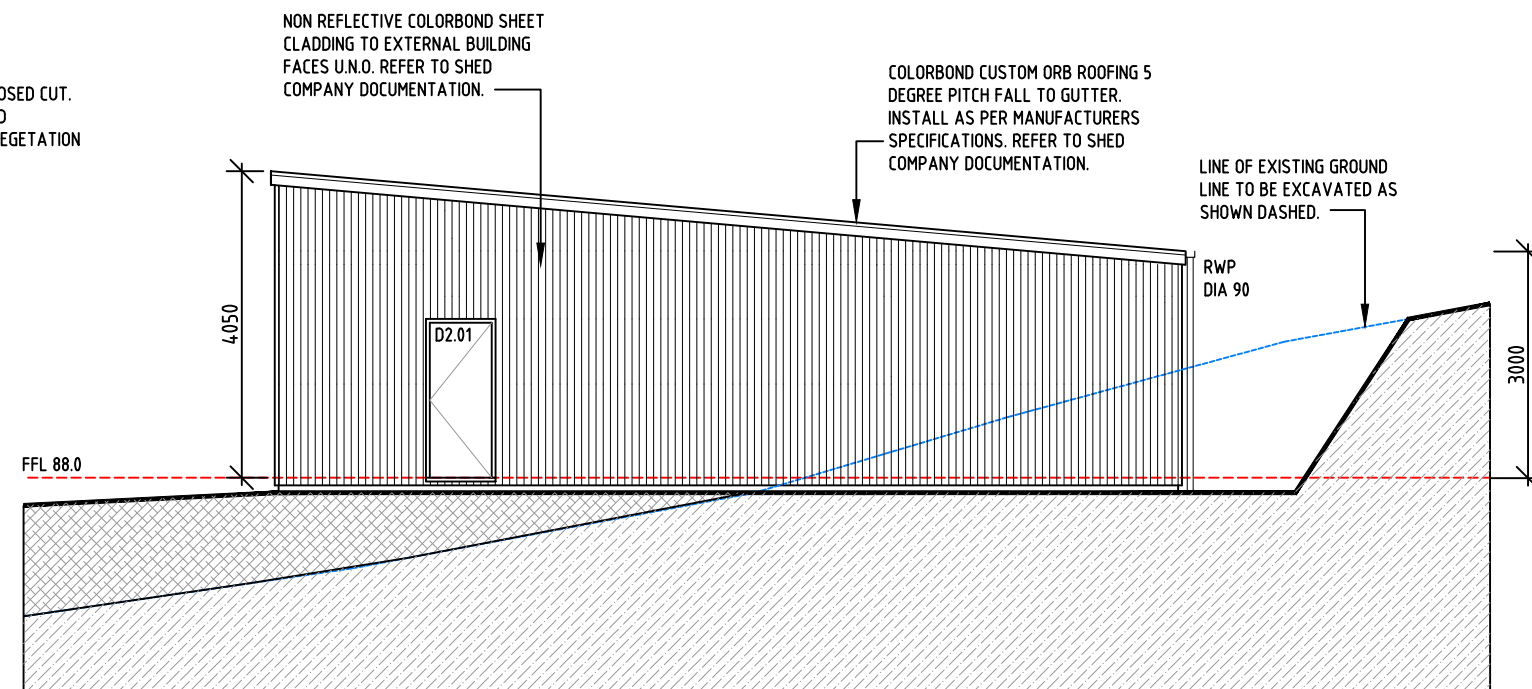 NON REFLECTIVE COLORBOND SHEET
CLADDING TO EXTERNAL BUILDING
FACES U.N.O. REFER TO SHED
COMPANY DOCUMENTATION.
OSED CUT.
EGETATION
COLORBOND CUSTOM ORB ROOFING 5
DEGREE PITCH FALL TO GUTTER.
INSTALL AS PER MANUFACTURERS
SPECIFICATIONS. REFER TO SHED
COMPANY DOCUMENTATION.
LINE OF EXISTING GROUND
LINE TO BE EXCAVATED AS
SHOWN DASHED.
RWP
DIA 90
4050
D2.01
3000
FFL 88.0